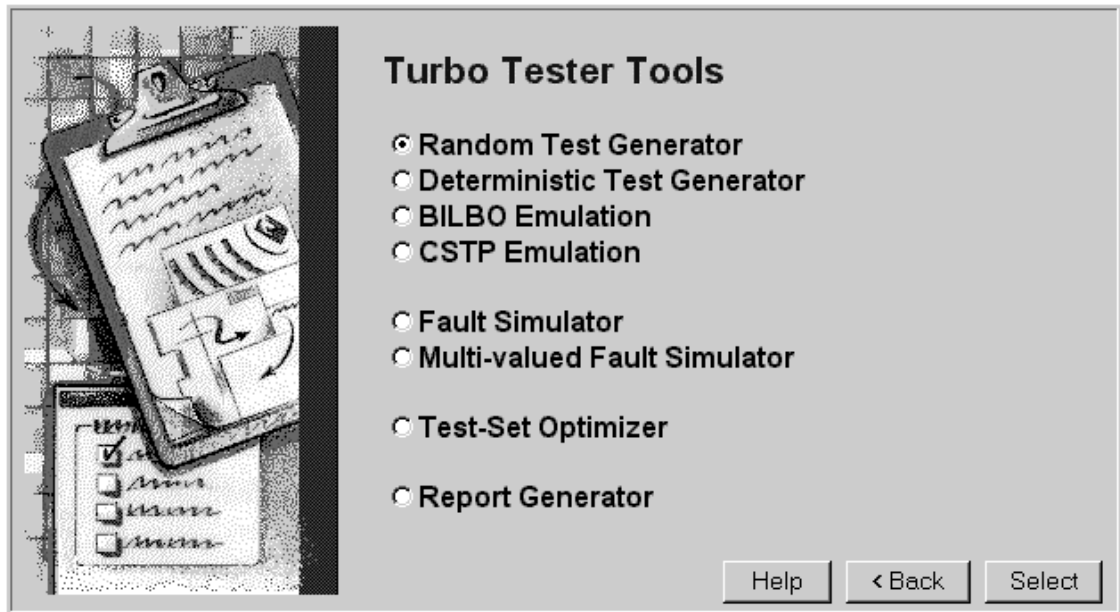 Turbo Tester Tools
Random Test Generator
Deterministic Test Generator
BILBO Emulation
CSTP Emulation
Fault Simulator
Multi-valued Fault Simulator
Test-Set Optimizer
Report Generator
Help
< Back
Select